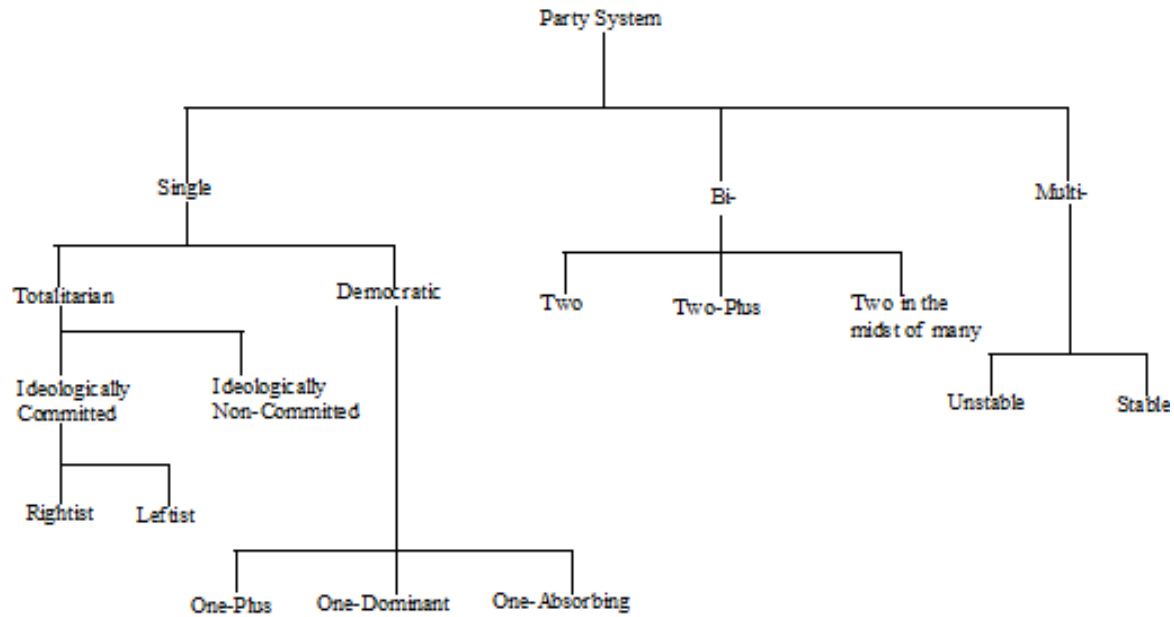 Party System
Single
Bi-
Multi-
Totalitarian
Democratic
Two
Two-Plus
Two in the
midst of many
Ideologically
Committed
Ideologically
Non-Committed
Unstable
Stable
Rightist
Leftist
One-Plus
One-Dominant
One-Absorbing